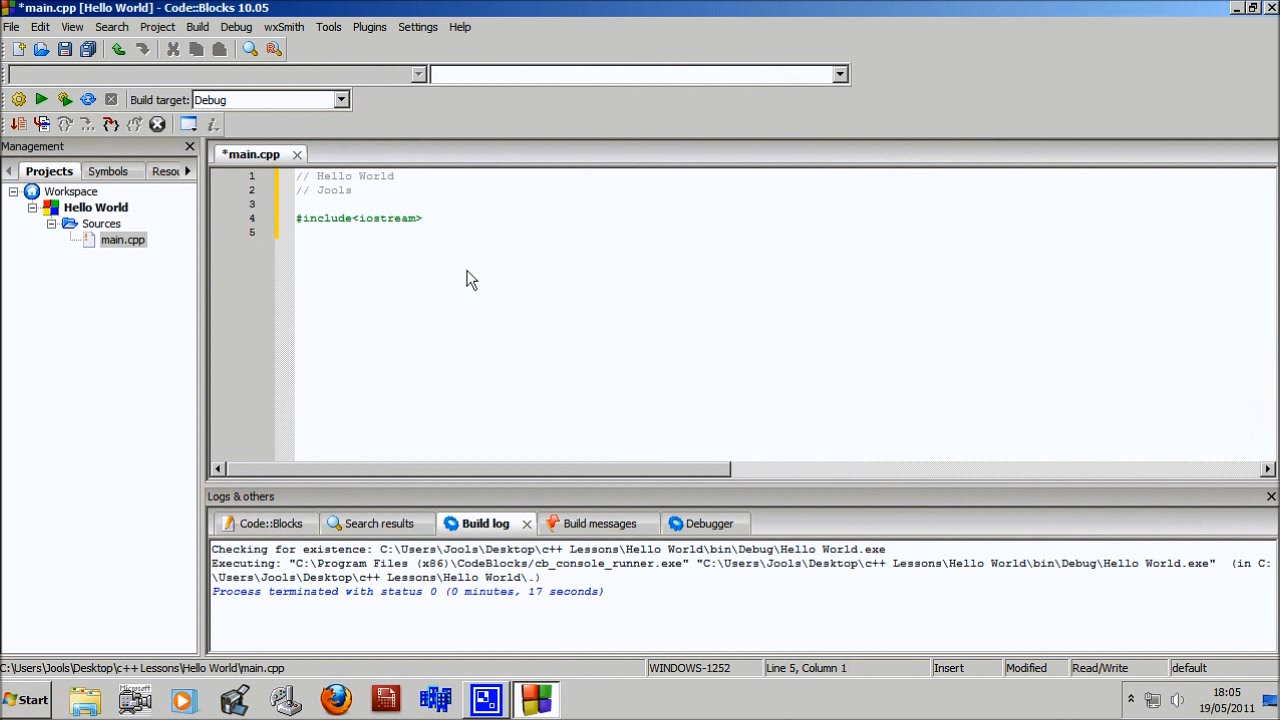 *main.cpp [Hello World] - Code::Blocks 10.05
File Edit View Search Project Build Debug wxSmith Tools Plugins Settings Help
Build target: Debug
Management
*main.cpp
Projects Symbols Resou
Workspace
Hello World
Sources
main.cpp
1 // Hello World
2 // Jools
3
4 #include<iostream>
5
Logs & others
Code::Blocks Search results Build log Build messages Debugger
Checking for existence: C:\Users\Jools\Desktop\c++ Lessons\Hello World\bin\Debug\Hello World.exe
Executing: "C:\Program Files (x86)\CodeBlocks/cb_console_runner.exe" "C:\Users\Jools\Desktop\c++ Lessons\Hello World\bin\Debug\Hello World.exe"  (in C:
\Users\Jools\Desktop\c++ Lessons\Hello World\.)
Process terminated with status 0 (0 minutes, 17 seconds)
C:\Users\Jools\Desktop\c++ Lessons\Hello World\main.cpp WINDOWS-1252 Line 5, Column 1 Insert Modified Read/Write default
Start
18:05
19/05/2011